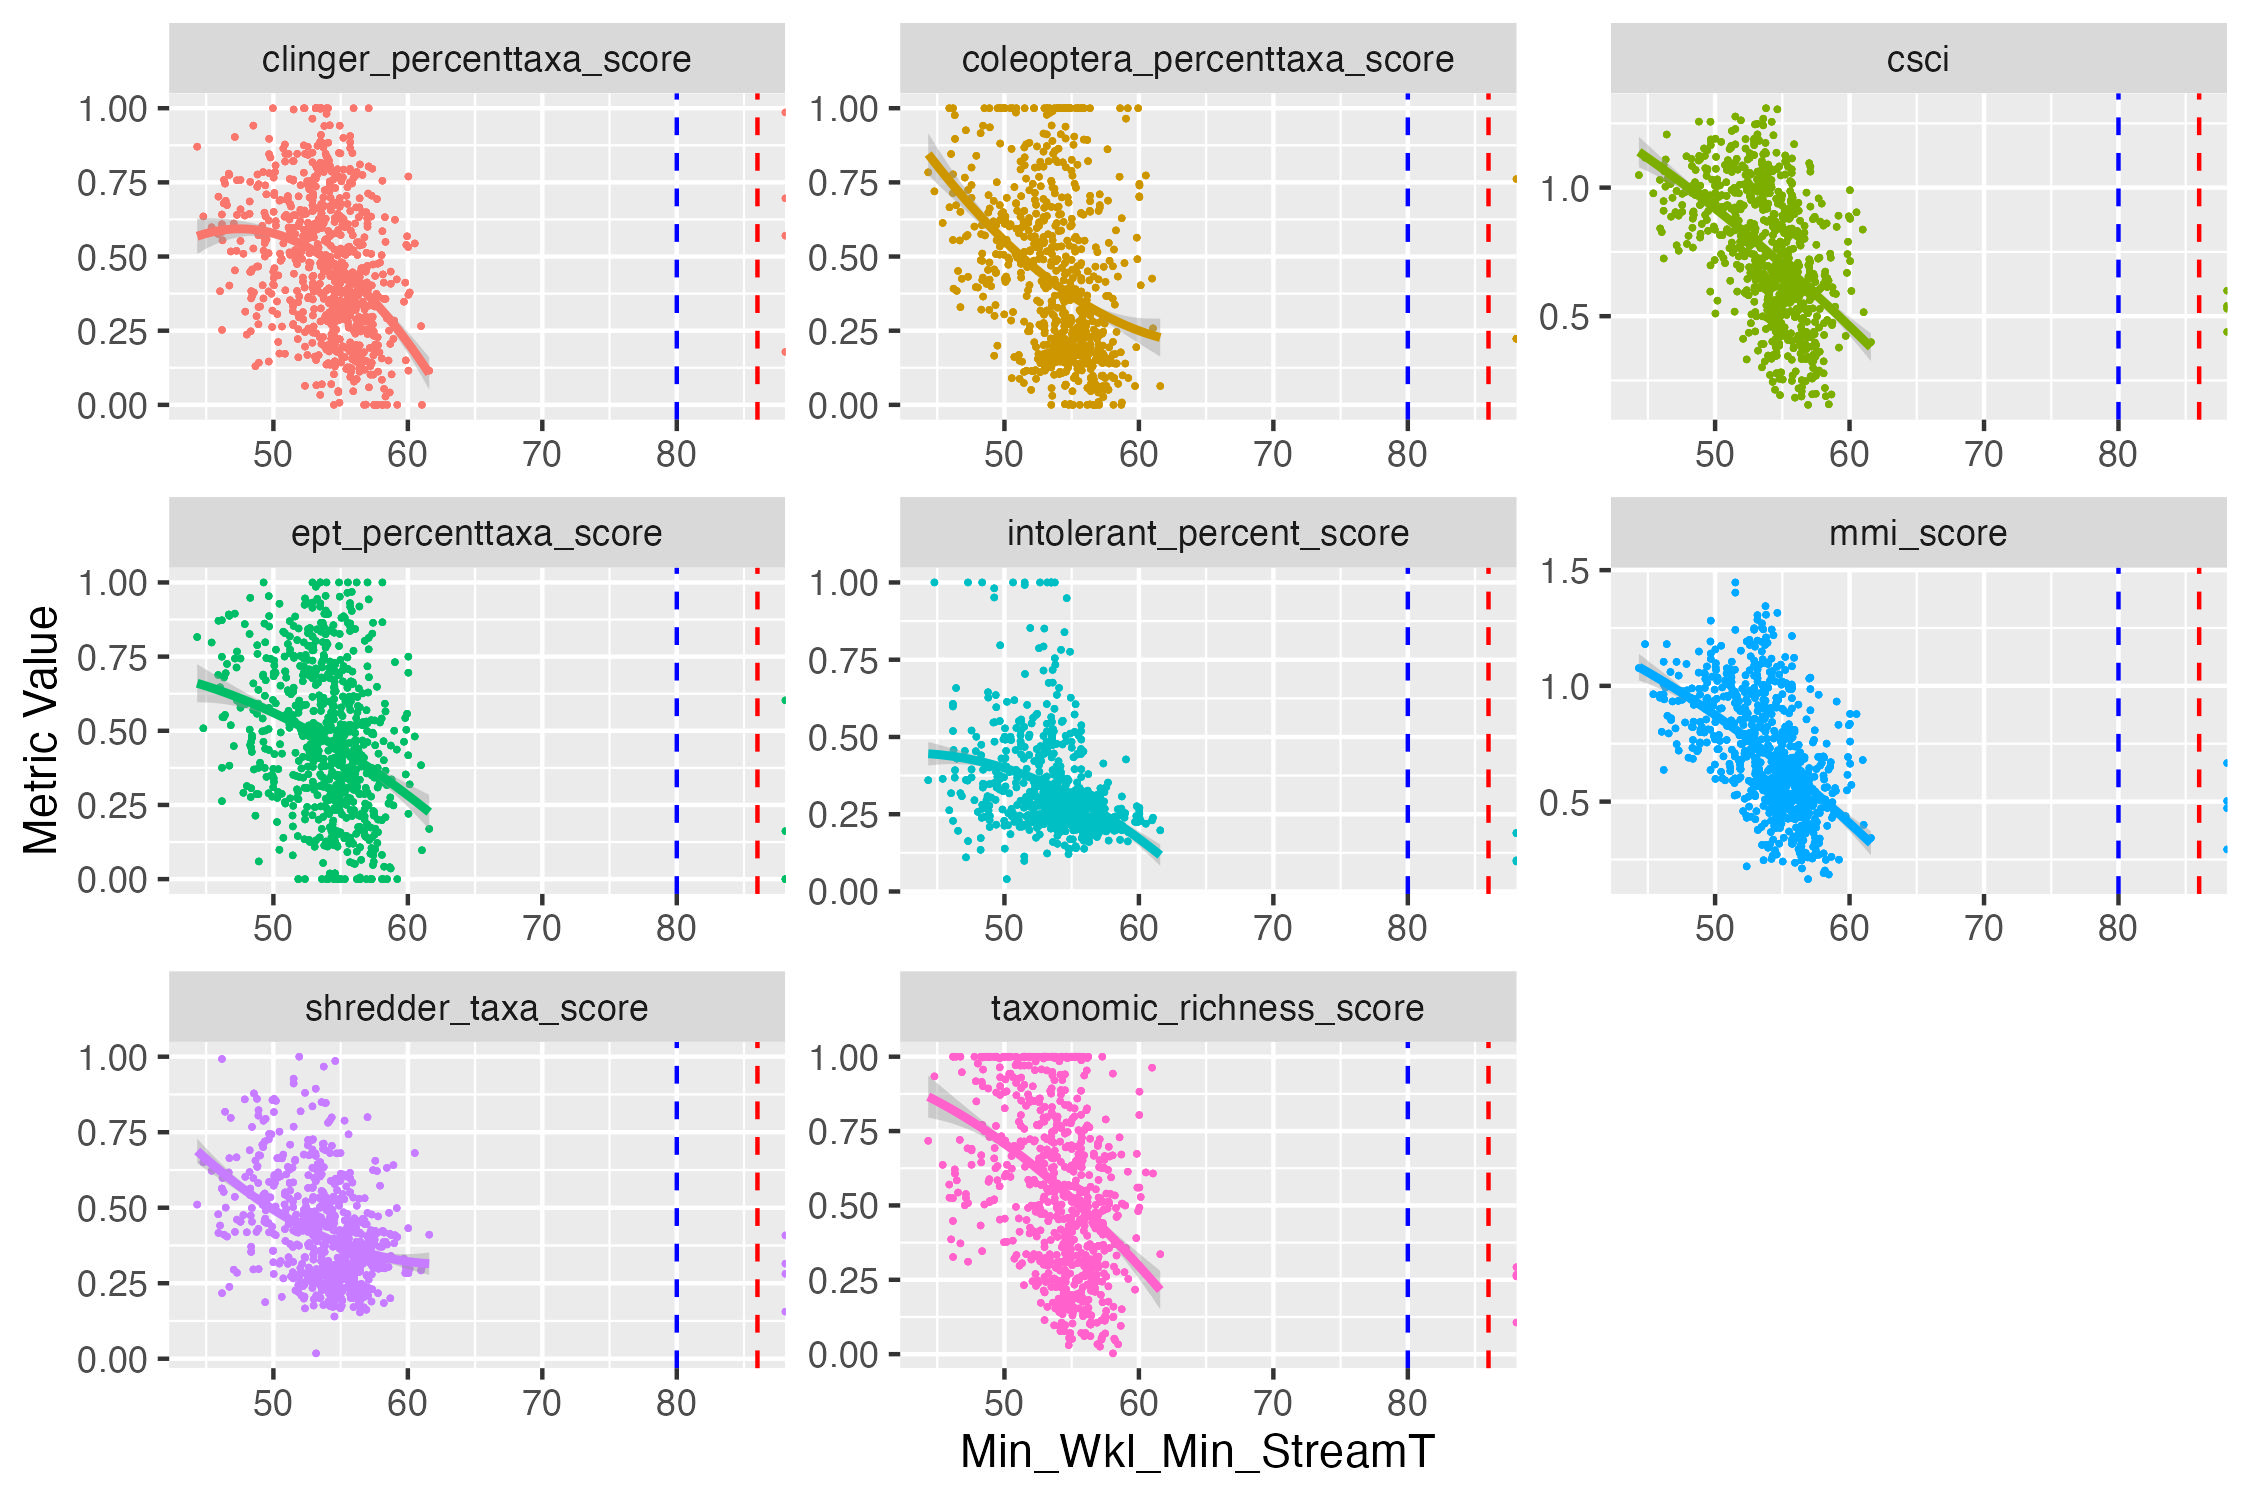 clinger_percenttaxa_score
coleoptera_percenttaxa_score
csci
1.00
0.75
0.50
0.25
0.00
1.00
0.75
0.50
0.25
0.00
1.0
0.5
50 60 70 80
50 60 70 80
50 60 70 80
ept_percenttaxa_score
intolerant_percent_score
mmi_score
1.00
0.75
0.50
0.25
0.00
1.00
0.75
0.50
0.25
0.00
1.5
1.0
0.5
50 60 70 80
50 60 70 80
50 60 70 80
Metric Value
shredder_taxa_score
taxonomic_richness_score
1.00
0.75
0.50
0.25
0.00
1.00
0.75
0.50
0.25
0.00
50 60 70 80
50 60 70 80
Min_Wkl_Min_StreamT